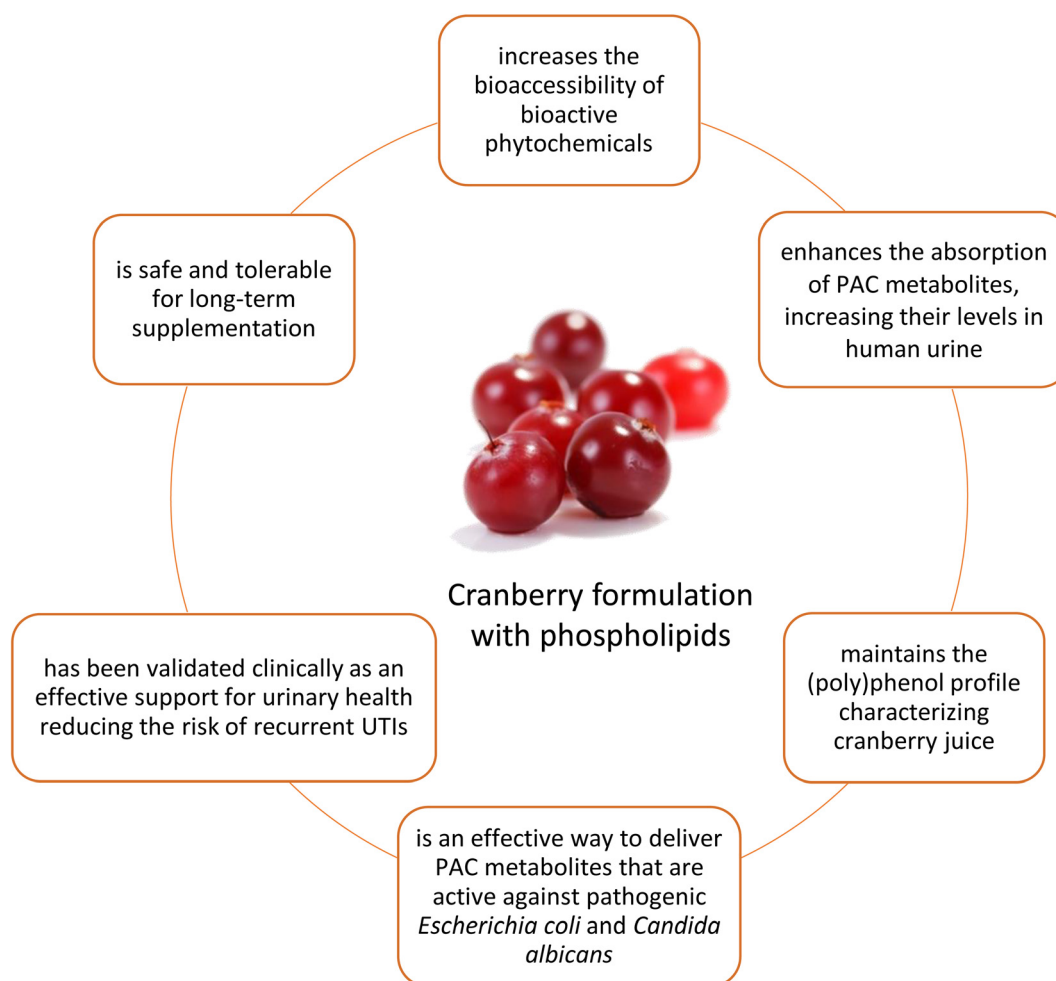 increases the
bioaccessibility of
bioactive
phytochemicals
enhances the absorption
of PAC metabolites,
increasing their levels in
human urine
maintains the
(poly)phenol profile
characterizing
cranberry juice
is an effective way to deliver
PAC metabolites that are
active against pathogenic
Escherichia coli and Candida
albicans
has been validated clinically as an
effective support for urinary health
reducing the risk of recurrent UTIs
is safe and tolerable
for long-term
supplementation
Cranberry formulation
with phospholipids